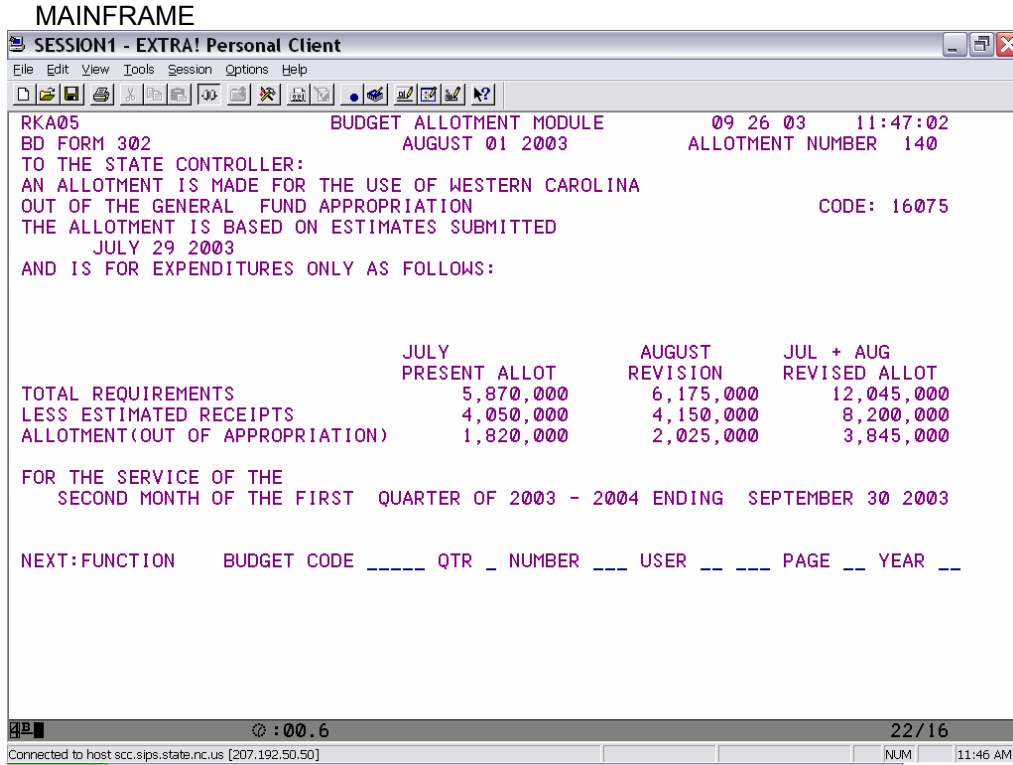 MAINFRAME
SESSION1 - EXTRA! Personal Client
File Edit View Tools Session Options Help
RKA05 BUDGET ALLOTMENT MODULE 09 26 03 11:47:02
BD FORM 302 AUGUST 01 2003 ALLOTMENT NUMBER 140
TO THE STATE CONTROLLER:
AN ALLOTMENT IS MADE FOR THE USE OF WESTERN CAROLINA
OUT OF THE GENERAL FUND APPROPRIATION CODE: 16075
THE ALLOTMENT IS BASED ON ESTIMATES SUBMITTED
JULY 29 2003
AND IS FOR EXPENDITURES ONLY AS FOLLOWS:
JULY AUGUST JUL + AUG
PRESENT ALLOT REVISION REVISED ALLOT
TOTAL REQUIREMENTS 5,870,000 6,175,000 12,045,000
LESS ESTIMATED RECEIPTS 4,050,000 4,150,000 8,200,000
ALLOTMENT(OUT OF APPROPRIATION) 1,820,000 2,025,000 3,845,000
FOR THE SERVICE OF THE
SECOND MONTH OF THE FIRST QUARTER OF 2003 - 2004 ENDING SEPTEMBER 30 2003
NEXT:FUNCTION BUDGET CODE _____ QTR _ NUMBER ___ USER __ ___ PAGE __ YEAR __
4B :00.6 22/16
Connected to host scc.sips.state.nc.us [207.192.50.50] NUM 11:46 AM